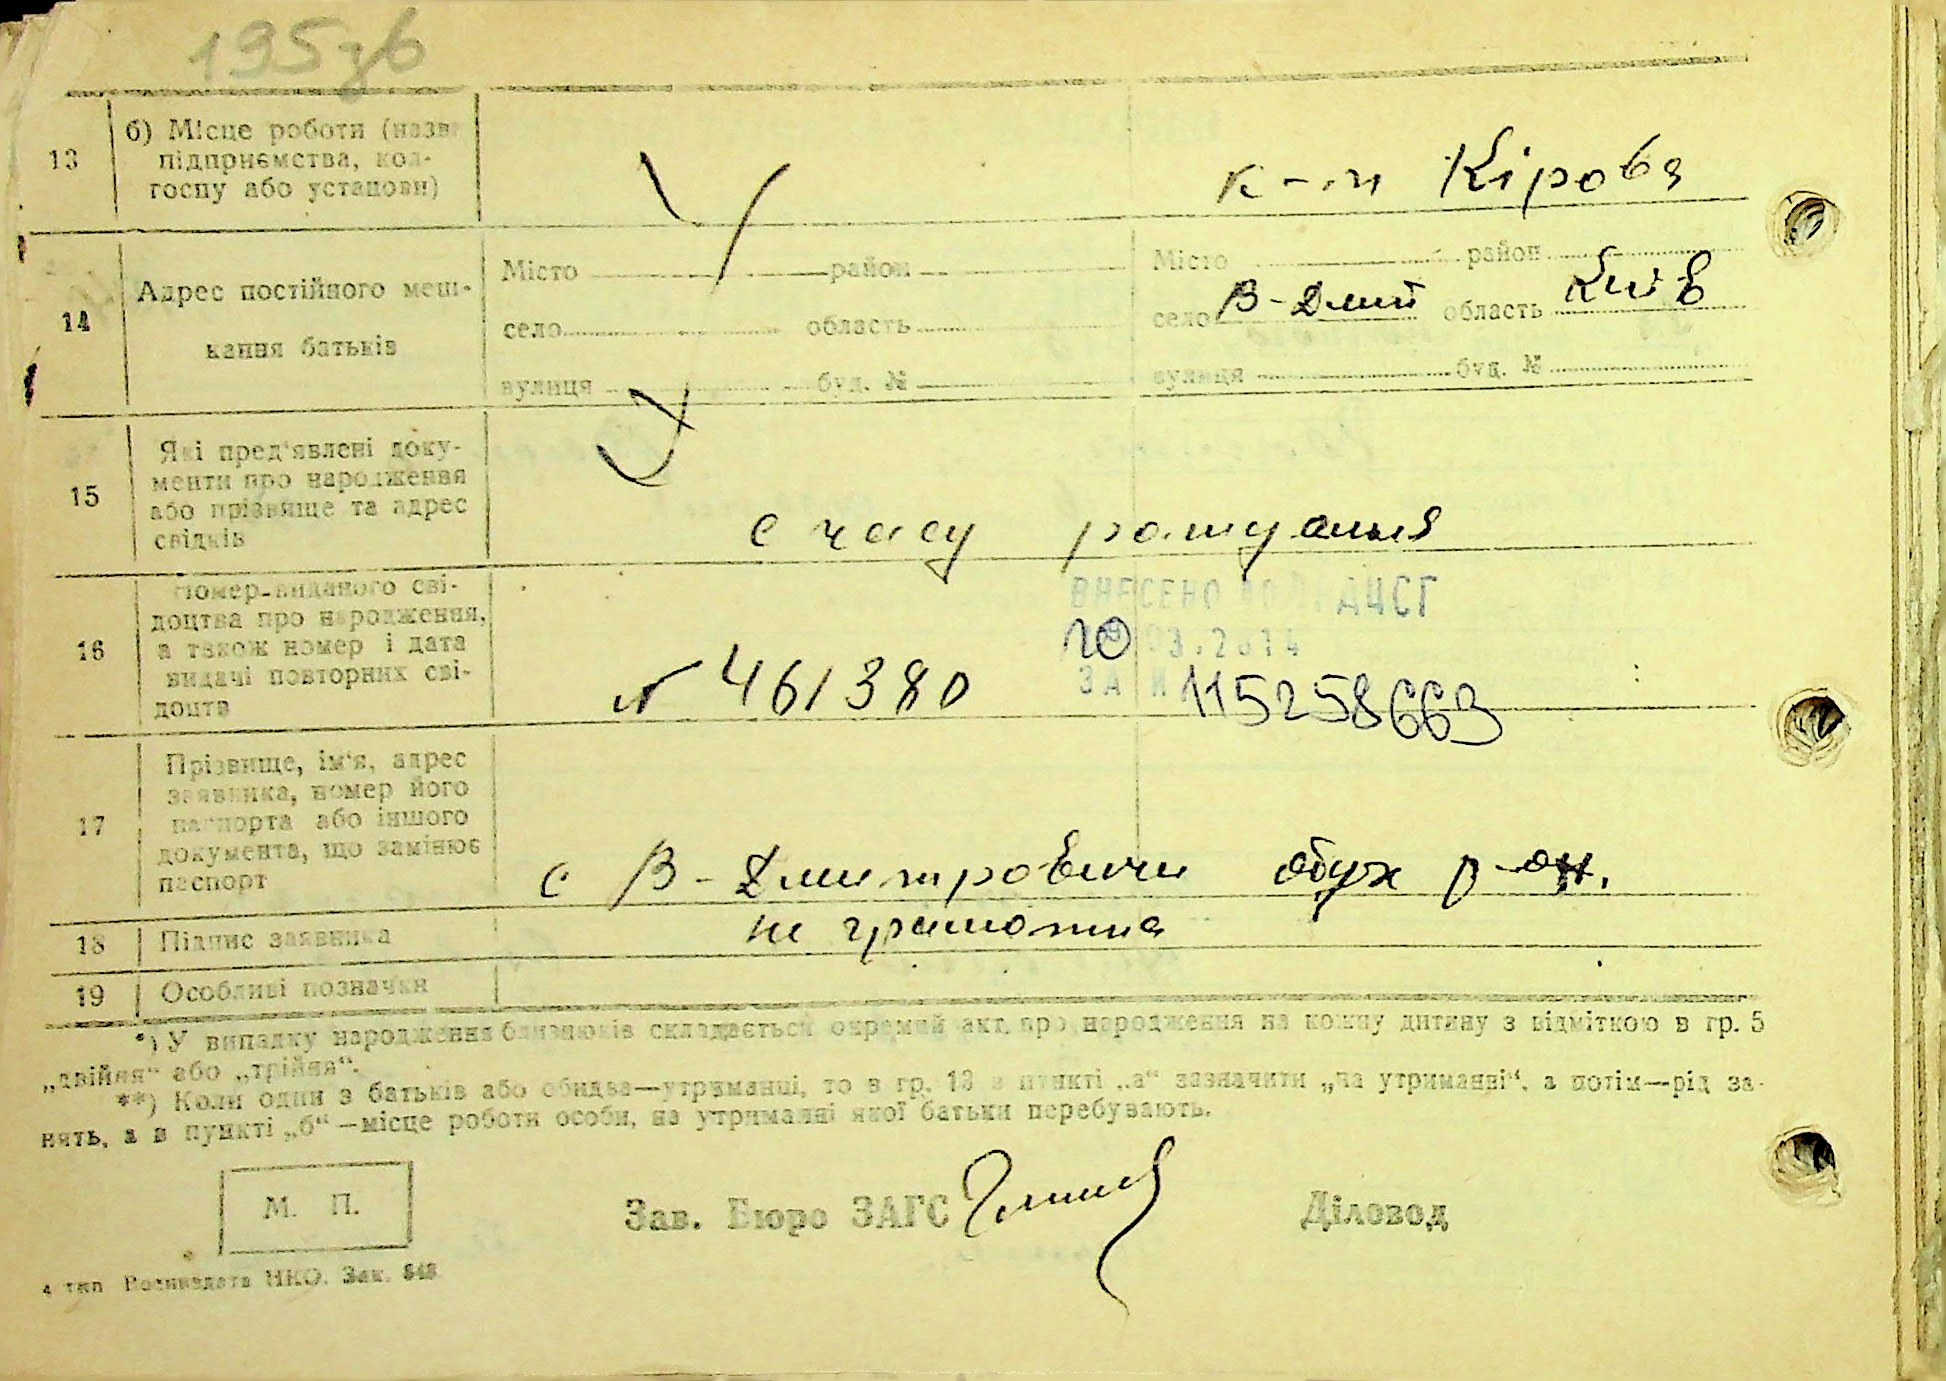 195зв
13
б) Місце роботи (назва
підприємства, кол-
госпу або установи)
к-п Кірова
14
Адрес постійного меш-
кання батьків
Місто район
село область
вулиця буд. №
Місто район
село В-Дмит область Київ
вулиця буд. №
15
Які пред'явлені доку-
менти про народження
або прізвище та адрес
свідків
с часу
16
Номер виданого сві-
доцтва про народження,
а також номер і дата
видачі повторних сві-
доцтв
№ 461380
ВНЕСЕНО ДО ДАЦСГ
10 03.2014
ЗА № 115258663
17
Прізвище, ім'я, адрес
заявника, номер його
паспорта або іншого
документа, що замінює
паспорт
с В-Дмитровичи обух р-он.
18
Підпис заявника
не грамотна
19
Особливі позначки
*) У випадку народження близнюків складається окремий акт про народження на кожну дитину з відміткою в гр. 5
„двійня“ або „трійня“.
**) Коли один з батьків або обидва—утриманці, то в гр. 13 в пункті „а“ зазначити „на утриманні“, а потім—рід за-
нять, а в пункті „б“—місце роботи особи, на утриманні якої батьки перебувають.
М. П.
Зав. Бюро ЗАГС
Діловод
4 тип Воениздата НКО. Зак. 848